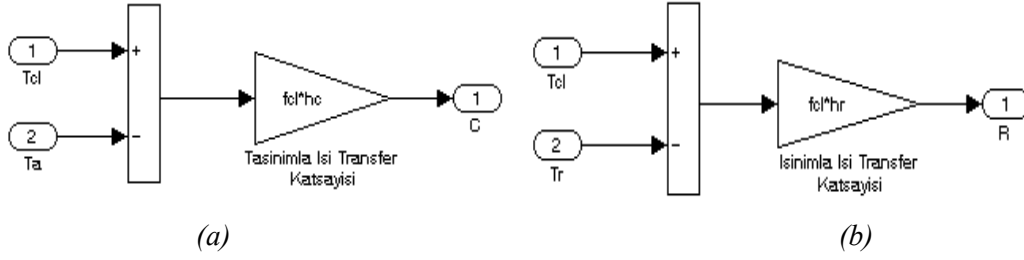 1
Tcl
+
2
Ta
−
fcl*hc
Tasinimla Isi Transfer
Katsayisi
1
C
(a)
1
Tcl
+
2
Tr
−
fcl*hr
Isinimla Isi Transfer
Katsayisi
1
R
(b)